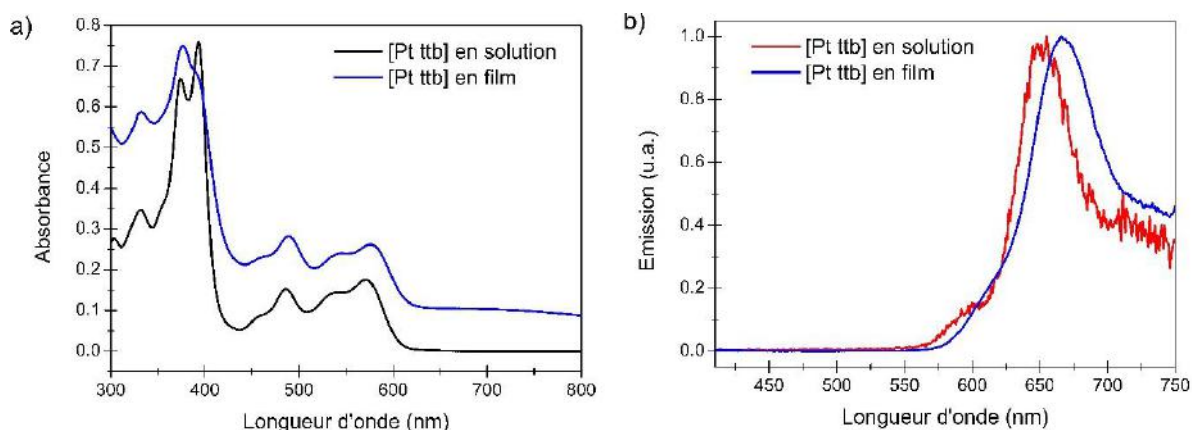 a)
[Pt ttb] en solution
[Pt ttb] en film
Absorbance
0.8
0.7
0.6
0.5
0.4
0.3
0.2
0.1
0.0
300
400
500
600
700
800
Longueur d'onde (nm)
b)
[Pt ttb] en solution
[Pt ttb] en film
Emission (u.a.)
1.0
0.8
0.6
0.4
0.2
0.0
450
500
550
600
650
700
750
Longueur d'onde (nm)